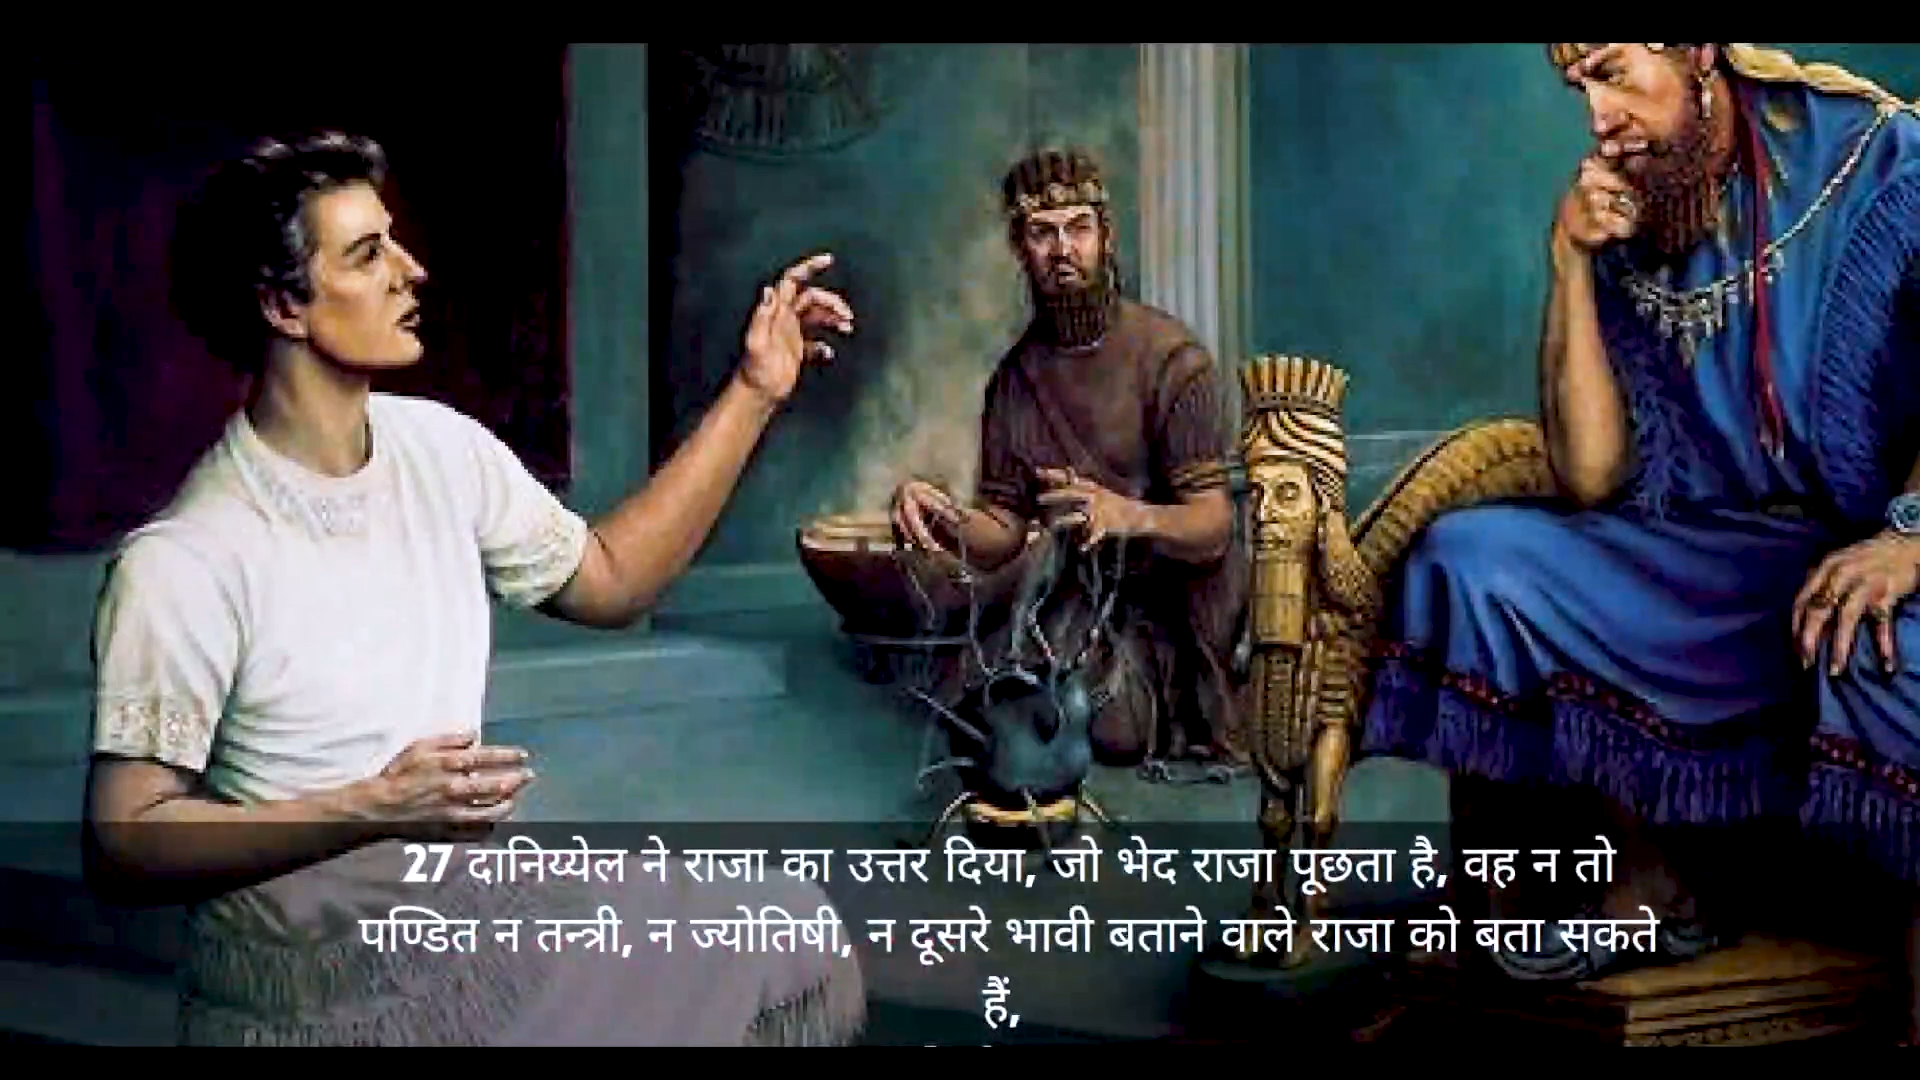 27 दानिय्येल ने राजा का उत्तर दिया, जो भेद राजा पूछता है, वह न तो
पण्डित न तन्त्री, न ज्योतिषी, न दूसरे भावी बताने वाले राजा को बता सकते
हैं,